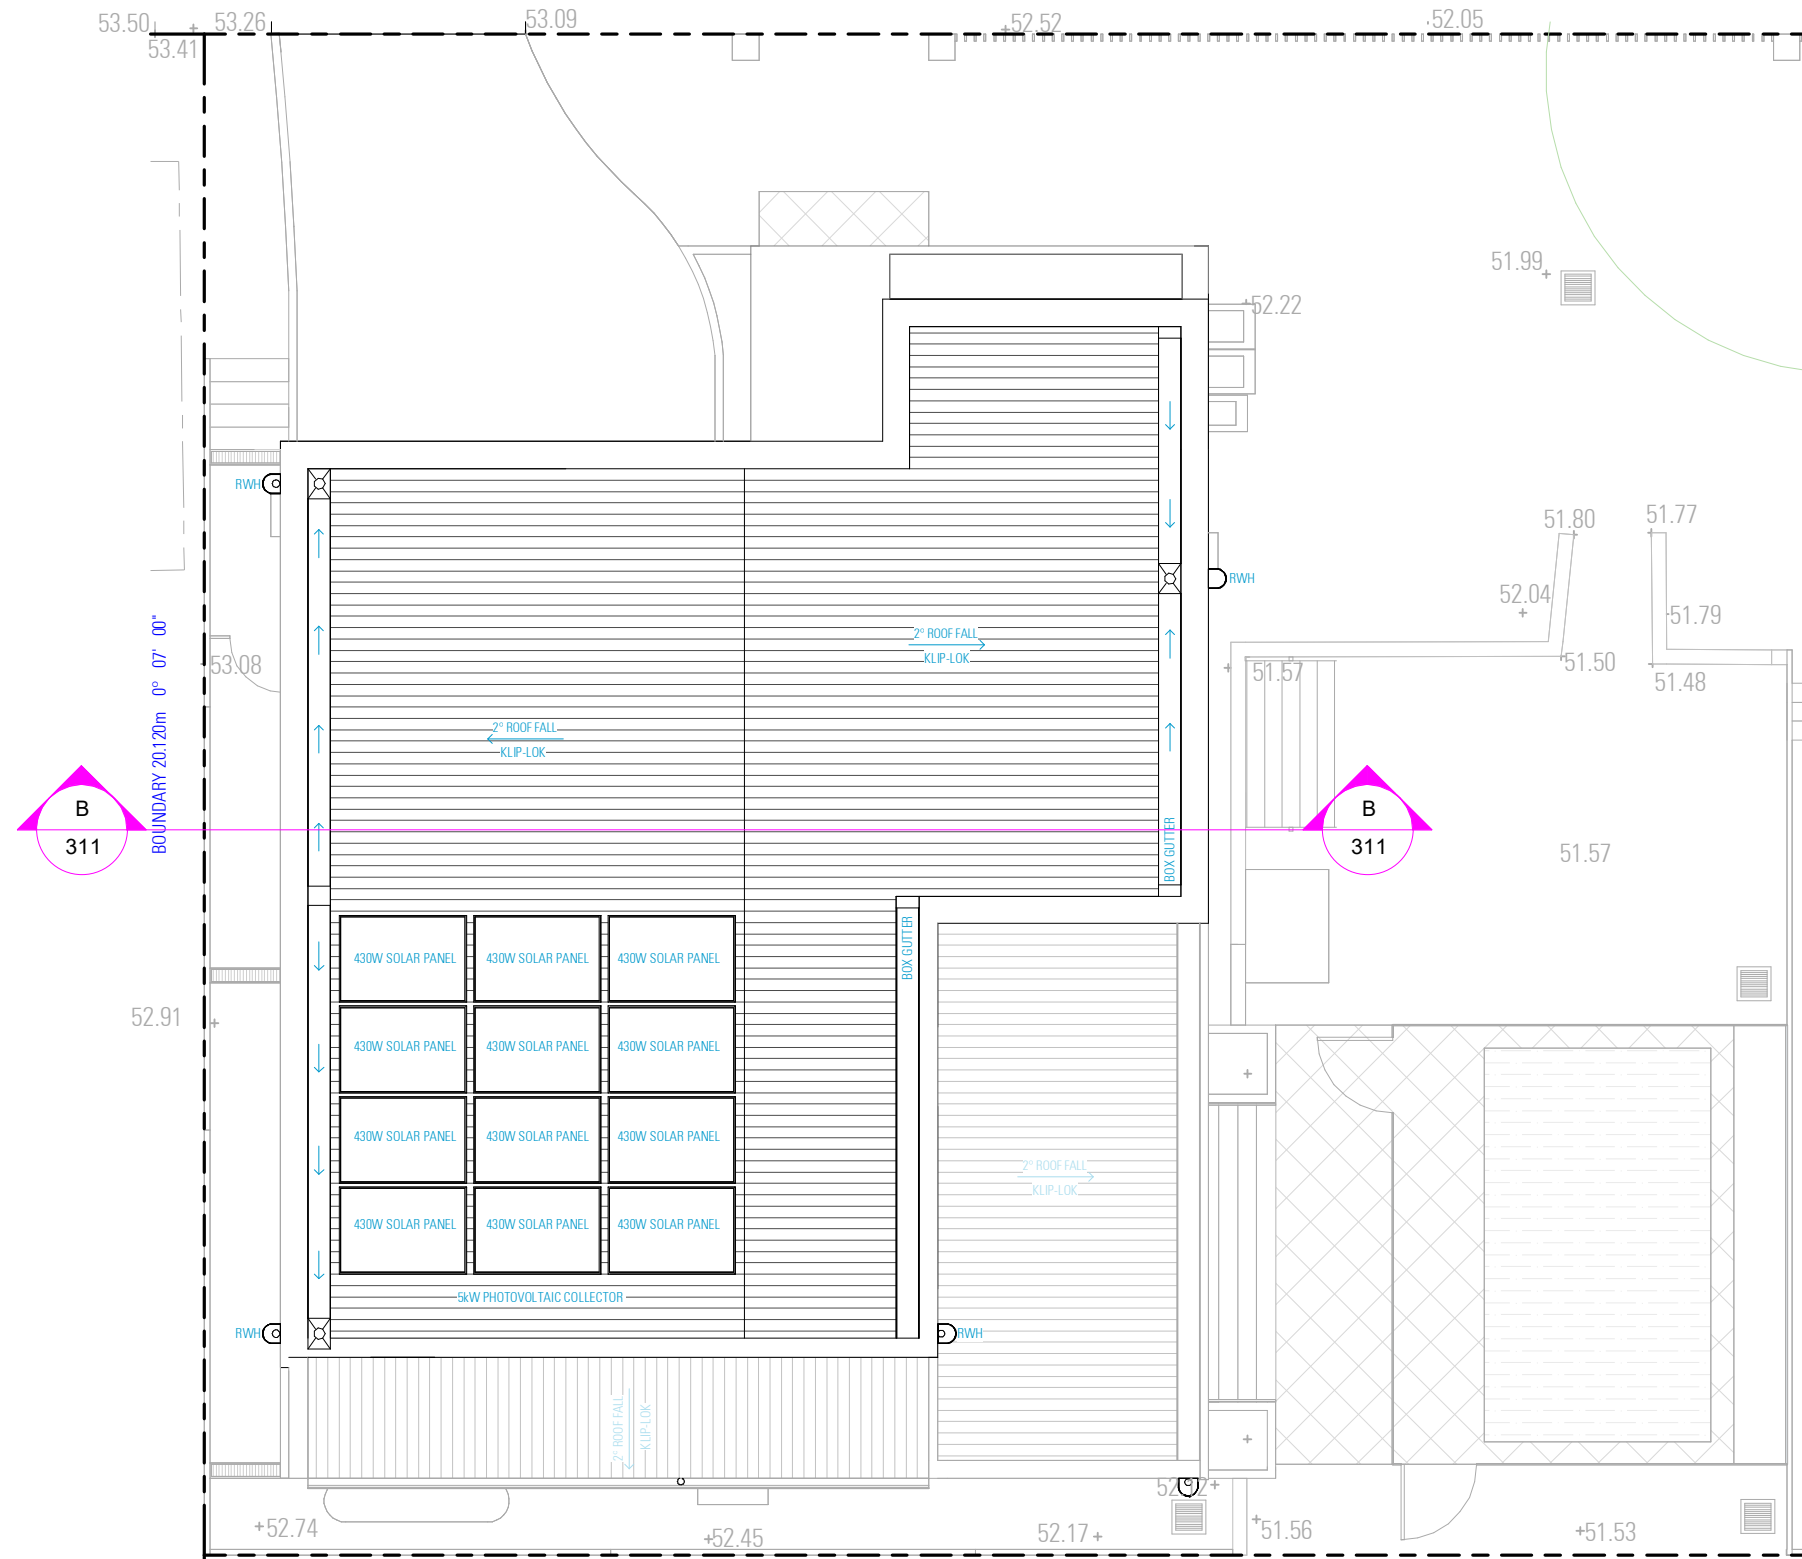 53.50
53.26
53.09
52.52
52.05
53.41
51.99
52.22
RWH
51.80
51.77
RWH
52.04
51.79
BOUNDARY 20.120m 0° 07' 00"
53.08
2° ROOF FALL
KLIP-LOK
51.57
51.50
51.48
2° ROOF FALL
KLIP-LOK
B
311
B
311
BOX GUTTER
51.57
BOX GUTTER
430W SOLAR PANEL 430W SOLAR PANEL 430W SOLAR PANEL
52.91
430W SOLAR PANEL 430W SOLAR PANEL 430W SOLAR PANEL
430W SOLAR PANEL 430W SOLAR PANEL 430W SOLAR PANEL
2° ROOF FALL
KLIP-LOK
430W SOLAR PANEL 430W SOLAR PANEL 430W SOLAR PANEL
5kW PHOTOVOLTAIC COLLECTOR
RWH
RWH
2° ROOF FALL
KLIP-LOK
52.12
52.74
52.45
52.17
51.56
51.53